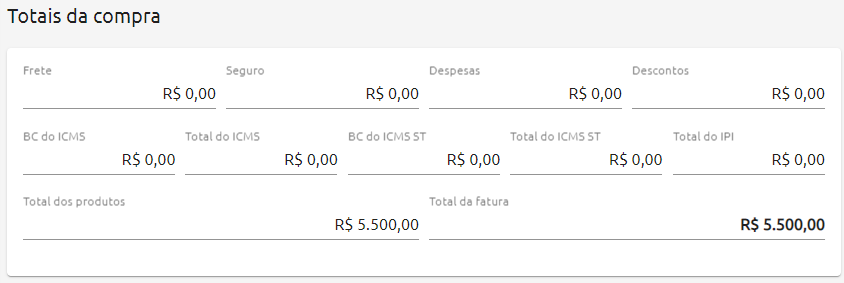 Totais da compra
Frete Seguro Despesas Descontos
R$ 0,00 R$ 0,00 R$ 0,00 R$ 0,00
BC do ICMS Total do ICMS BC do ICMS ST Total do ICMS ST Total do IPI
R$ 0,00 R$ 0,00 R$ 0,00 R$ 0,00 R$ 0,00
Total dos produtos Total da fatura
R$ 5.500,00 R$ 5.500,00